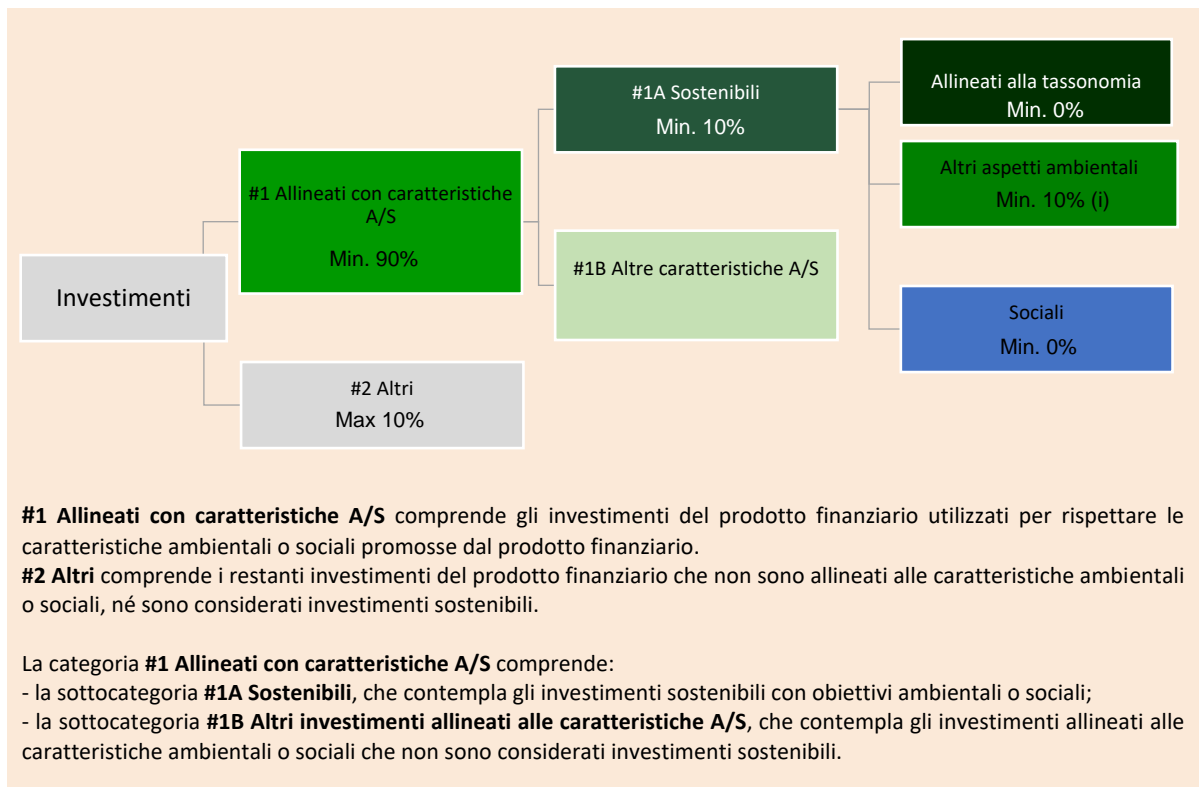 Investimenti
#1 Allineati con caratteristiche
A/S
Min. 90%
#2 Altri
Max 10%
#1A Sostenibili
Min. 10%
#1B Altre caratteristiche A/S
Allineati alla tassonomia
Min. 0%
Altri aspetti ambientali
Min. 10% (i)
Sociali
Min. 0%
#1 Allineati con caratteristiche A/S comprende gli investimenti del prodotto finanziario utilizzati per rispettare le
caratteristiche ambientali o sociali promosse dal prodotto finanziario.
#2 Altri comprende i restanti investimenti del prodotto finanziario che non sono allineati alle caratteristiche ambientali
o sociali, né sono considerati investimenti sostenibili.
La categoria #1 Allineati con caratteristiche A/S comprende:
- la sottocategoria #1A Sostenibili, che contempla gli investimenti sostenibili con obiettivi ambientali o sociali;
- la sottocategoria #1B Altri investimenti allineati alle caratteristiche A/S, che contempla gli investimenti allineati alle
caratteristiche ambientali o sociali che non sono considerati investimenti sostenibili.